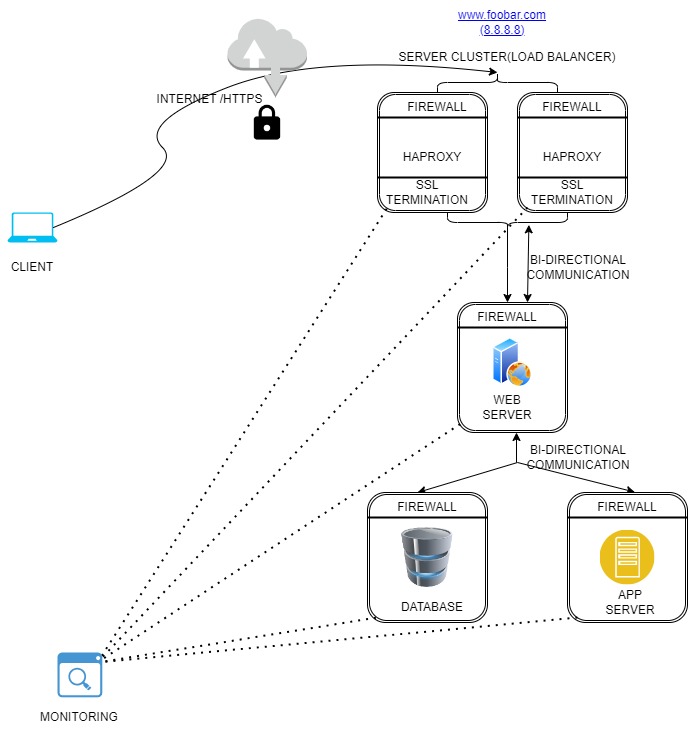 www.foobar.com
(8.8.8.8)
SERVER CLUSTER(LOAD BALANCER)
INTERNET /HTTPS
FIREWALL
HAPROXY
SSL
TERMINATION
FIREWALL
HAPROXY
SSL
TERMINATION
CLIENT
BI-DIRECTIONAL
COMMUNICATION
FIREWALL
WEB
SERVER
BI-DIRECTIONAL
COMMUNICATION
FIREWALL
DATABASE
FIREWALL
APP
SERVER
MONITORING